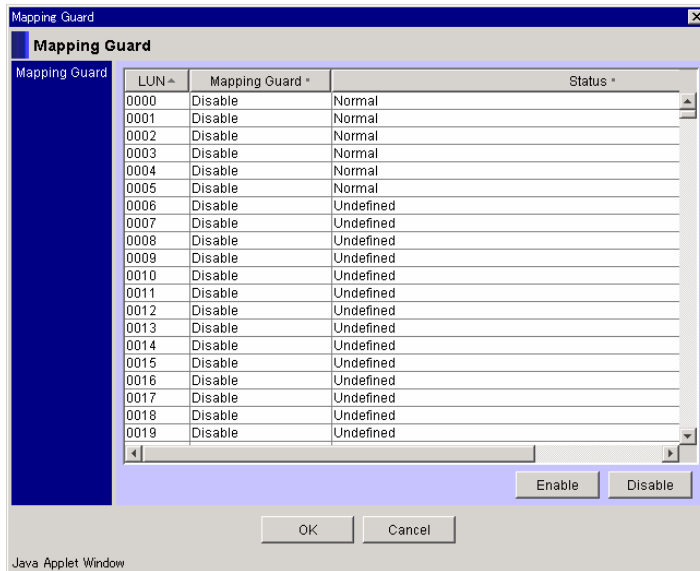 Mapping Guard
Mapping Guard
Mapping Guard
LUN Mapping Guard Status
0000 Disable Normal
0001 Disable Normal
0002 Disable Normal
0003 Disable Normal
0004 Disable Normal
0005 Disable Normal
0006 Disable Undefined
0007 Disable Undefined
0008 Disable Undefined
0009 Disable Undefined
0010 Disable Undefined
0011 Disable Undefined
0012 Disable Undefined
0013 Disable Undefined
0014 Disable Undefined
0015 Disable Undefined
0016 Disable Undefined
0017 Disable Undefined
0018 Disable Undefined
0019 Disable Undefined
Enable Disable
OK Cancel
Java Applet Window